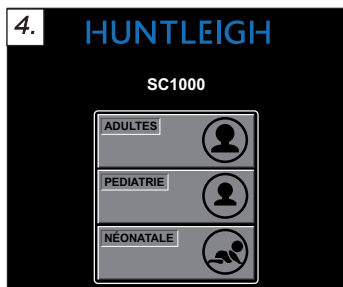 4.
HUNTLEIGH
SC1000
ADULTES
PEDIATRIE
NÉONATALE